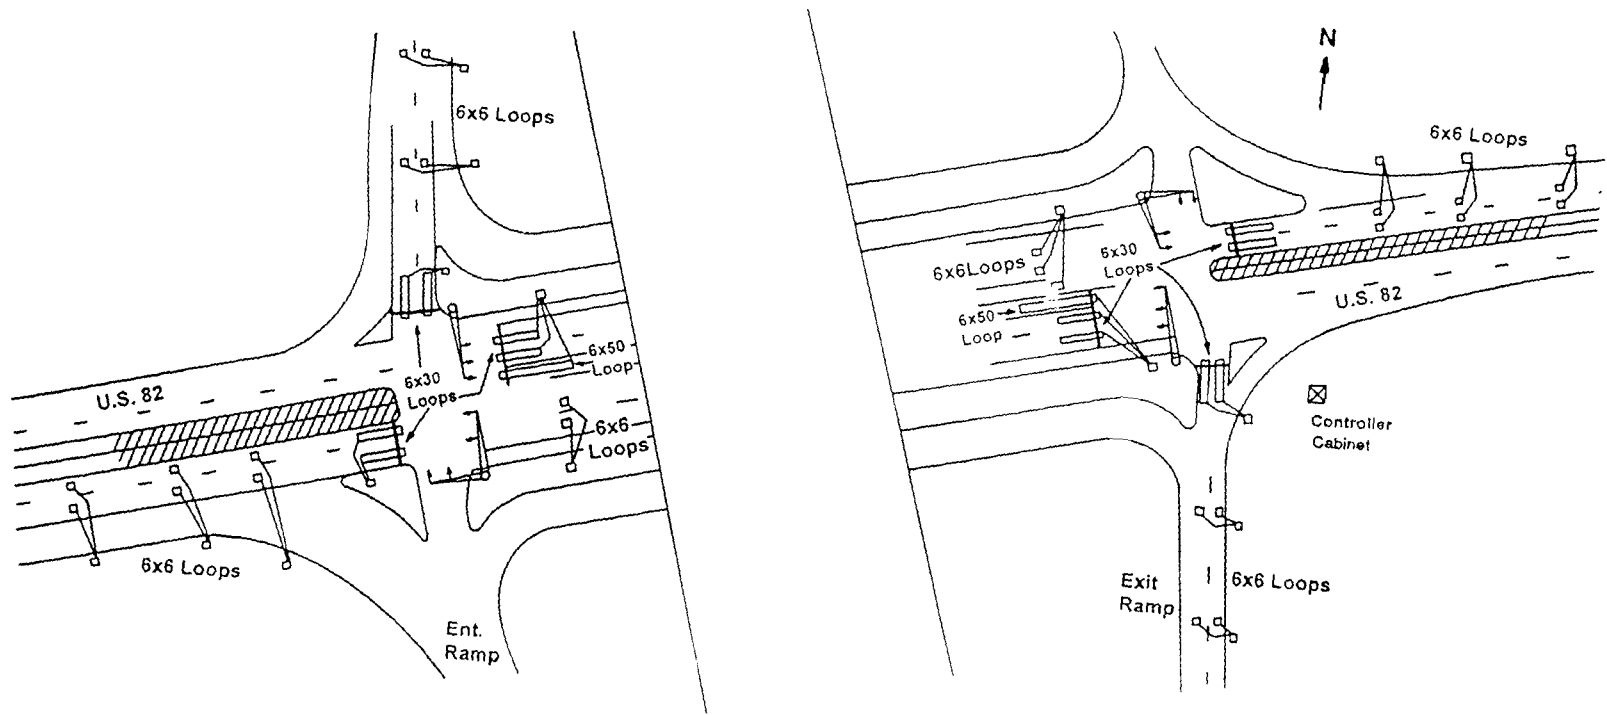 6x6 Loops
U.S. 82
6x30
Loops
6x50
Loop
6x6
Loops
6x6 Loops
Ent.
Ramp
N
6x6 Loops
6x30
Loops
6x6Loops
6x50
Loop
U.S. 82
Controller
Cabinet
Exit
Ramp
6x6 Loops